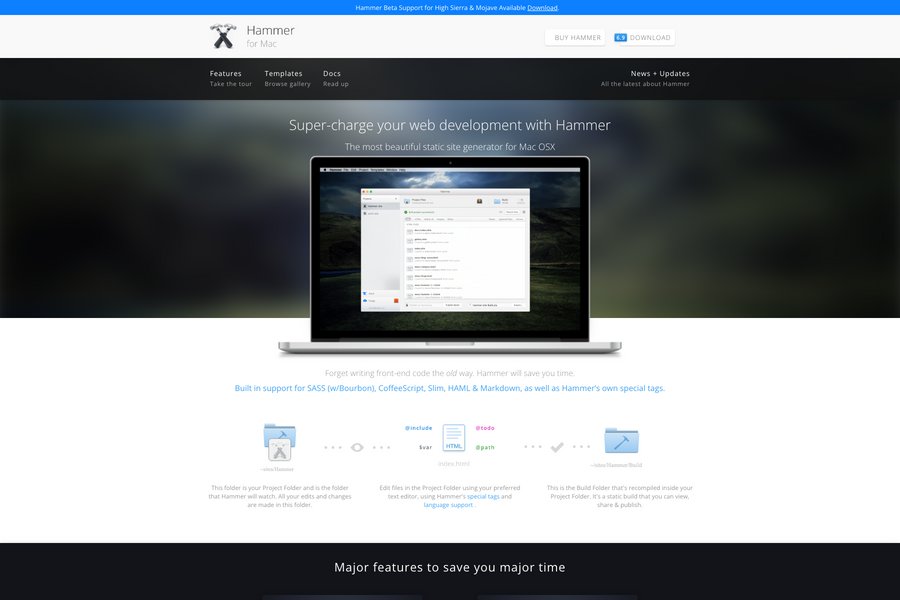 Hammer Beta Support for High Sierra & Mojave Available Download.
Hammer
for Mac
BUY HAMMER
6.9 DOWNLOAD
Features
Take the tour
Templates
Browse gallery
Docs
Read up
News + Updates
All the latest about Hammer
Super-charge your web development with Hammer
The most beautiful static site generator for Mac OSX
Forget writing front-end code the old way. Hammer will save you time.
Built in support for SASS (w/Bourbon), CoffeeScript, Slim, HAML & Markdown, as well as Hammer's own special tags.
~sites/Hammer
@include
$var
HTML
index.html
@todo
@path
~/sites/Hammer/Build
This folder is your Project Folder and is the folder
that Hammer will watch. All your edits and changes
are made in this folder.
Edit files in the Project Folder using your preferred
text editor, using Hammer's special tags and
language support
This is the Build Folder that's recompiled inside your
Project Folder. It's a static build that you can view,
share & publish
Major features to save you major time